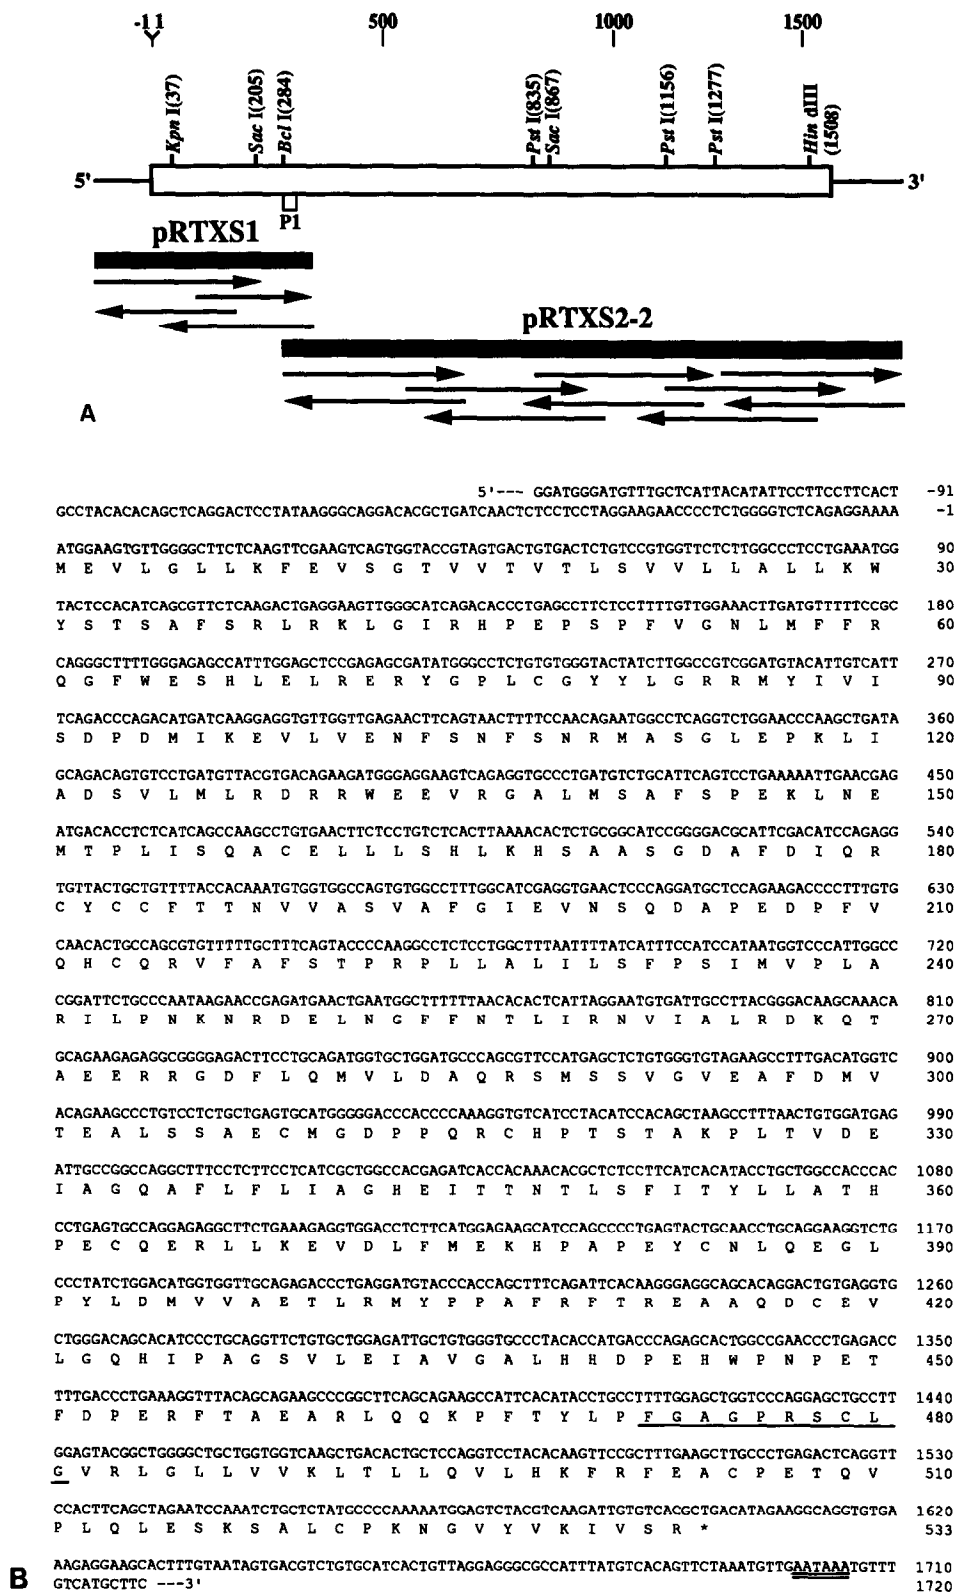 -1 1 500 1000 1500
Kpn I(37) Sac I(205) Bcl I(284) Pst I(835) Sac I(867) Pst I(1156) Pst I(1277) Hin dIII (1508)
5' 3'
P1
pRTXS1
pRTXS2-2
A
5'--- GGATGGGATGTTTGCTCATTACATATTCCTTCCTTCACT -91
GCCTACACACAGCTCAGGACTCCTATAAGGGCAGGACACGCTGATCAACTCTCCTCCTAGGAAGAACCCCTCTGGGGTCTCAGAGGAAAA -1
ATGGAAGTGTTGGGGCTTCTCAAGTTCGAAGTCAGTGGTACCGTAGTGACTGTGACTCTGTCCGTGGTTCTCTTGGCCCTCCTGAAATGG 90
M E V L G L L K F E V S G T V V T V T L S V V L L A L L K W 30
TACTCCACATCAGCGTTCTCAAGACTGAGGAAGTTGGGCATCAGACACCCTGAGCCTTCTCCTTTTGTTGGAAACTTGATGTTTTTCCGC 180
Y S T S A F S R L R K L G I R H P E P S P F V G N L M F F R 60
CAGGGCTTTTGGGAGAGCCATTTGGAGCTCCGAGAGCGATATGGGCCTCTGTGTGGGTACTATCTTGGCCGTCGGATGTACATTGTCATT 270
Q G F W E S H L E L R E R Y G P L C G Y Y L G R R M Y I V I 90
TCAGACCCAGACATGATCAAGGAGGTGTTGGTTGAGAACTTCAGTAACTTTTCCAACAGAATGGCCTCAGGTCTGGAACCCAAGCTGATA 360
S D P D M I K E V L V E N F S N F S N R M A S G L E P K L I 120
GCAGACAGTGTCCTGATGTTACGTGACAGAAGATGGGAGGAAGTCAGAGGTGCCCTGATGTCTGCATTCAGTCCTGAAAAATTGAACGAG 450
A D S V L M L R D R R W E E V R G A L M S A F S P E K L N E 150
ATGACACCTCTCATCAGCCAAGCCTGTGAACTTCTCCTGTCTCACTTAAAACACTCTGCGGCATCCGGGGACGCATTCGACATCCAGAGG 540
M T P L I S Q A C E L L L S H L K H S A A S G D A F D I Q R 180
TGTTACTGCTGTTTTACCACAAATGTGGTGGCCAGTGTGGCCTTTGGCATCGAGGTGAACTCCCAGGATGCTCCAGAAGACCCCTTTGTG 630
C Y C C F T T N V V A S V A F G I E V N S Q D A P E D P F V 210
CAACACTGCCAGCGTGTTTTTGCTTTCAGTACCCCAAGGCCTCTCCTGGCTTTAATTTTATCATTTCCATCCATAATGGTCCCATTGGCC 720
Q H C Q R V F A F S T P R P L L A L I L S F P S I M V P L A 240
CGGATTCTGCCCAATAAGAACCGAGATGAACTGAATGGCTTTTTTAACACACTCATTAGGAATGTGATTGCCTTACGGGACAAGCAAACA 810
R I L P N K N R D E L N G F F N T L I R N V I A L R D K Q T 270
GCAGAAGAGAGGCGGGGAGACTTCCTGCAGATGGTGCTGGATGCCCAGCGTTCCATGAGCTCTGTGGGTGTAGAAGCCTTTGACATGGTC 900
A E E R R G D F L Q M V L D A Q R S M S S V G V E A F D M V 300
ACAGAAGCCCTGTCCTCTGCTGAGTGCATGGGGGACCCACCCCAAAGGTGTCATCCTACATCCACAGCTAAGCCTTTAACTGTGGATGAG 990
T E A L S S A E C M G D P P Q R C H P T S T A K P L T V D E 330
ATTGCCGGCCAGGCTTTCCTCTTCCTCATCGCTGGCCACGAGATCACCACAAACACGCTCTCCTTCATCACATACCTGCTGGCCACCCAC 1080
I A G Q A F L F L I A G H E I T T N T L S F I T Y L L A T H 360
CCTGAGTGCCAGGAGAGGCTTCTGAAAGAGGTGGACCTCTTCATGGAGAAGCATCCAGCCCCTGAGTACTGCAACCTGCAGGAAGGTCTG 1170
P E C Q E R L L K E V D L F M E K H P A P E Y C N L Q E G L 390
CCCTATCTGGACATGGTGGTTGCAGAGACCCTGAGGATGTACCCACCAGCTTTCAGATTCACAAGGGAGGCAGCACAGGACTGTGAGGTG 1260
P Y L D M V V A E T L R M Y P P A F R F T R E A A Q D C E V 420
CTGGGACAGCACATCCCTGCAGGTTCTGTGCTGGAGATTGCTGTGGGTGCCCTACACCATGACCCAGAGCACTGGCCGAACCCTGAGACC 1350
L G Q H I P A G S V L E I A V G A L H H D P E H W P N P E T 450
TTTGACCCTGAAAGGTTTACAGCAGAAGCCCGGCTTCAGCAGAAGCCATTCACATACCTGCCTTTTGGAGCTGGTCCCAGGAGCTGCCTT 1440
F D P E R F T A E A R L Q Q K P F T Y L P F G A G P R S C L 480
GGAGTACGGCTGGGGCTGCTGGTGGTCAAGCTGACACTGCTCCAGGTCCTACACAAGTTCCGCTTTGAAGCTTGCCCTGAGACTCAGGTT 1530
G V R L G L L V V K L T L L Q V L H K F R F E A C P E T Q V 510
CCACTTCAGCTAGAATCCAAATCTGCTCTATGCCCCAAAAATGGAGTCTACGTCAAGATTGTGTCACGCTGACATAGAAGGCAGGTGTGA 1620
P L Q L E S K S A L C P K N G V Y V K I V S R * 533
AAGAGGAAGCACTTTGTAATAGTGACGTCTGTGCATCACTGTTAGGAGGGCGCCATTTATGTCACAGTTCTAAATGTTGAATAAATGTTT 1710
B GTCATGCTTC ---3' 1720